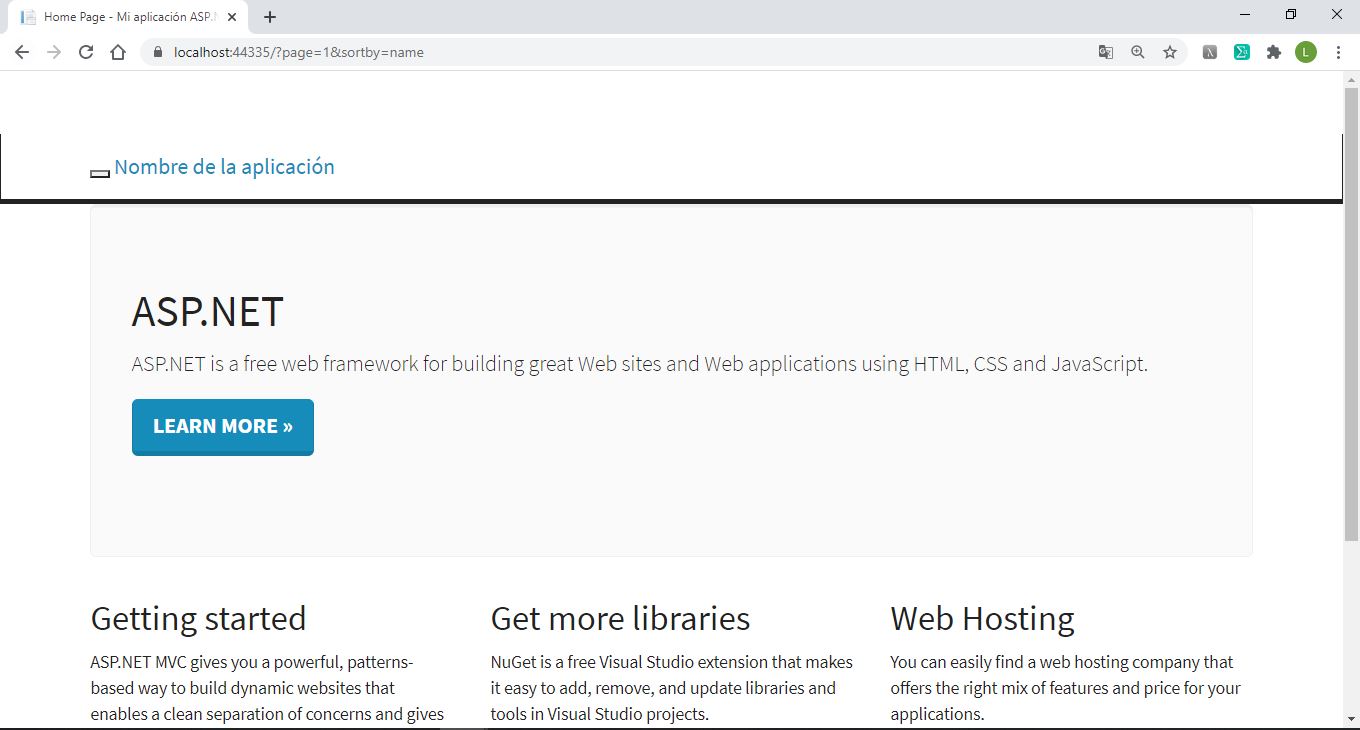 Home Page - Mi aplicación ASP.N
localhost:44335/?page=1&sortby=name
L
Nombre de la aplicación
ASP.NET
ASP.NET is a free web framework for building great Web sites and Web applications using HTML, CSS and JavaScript.
LEARN MORE »
Getting started
ASP.NET MVC gives you a powerful, patterns-
based way to build dynamic websites that
enables a clean separation of concerns and gives
Get more libraries
NuGet is a free Visual Studio extension that makes
it easy to add, remove, and update libraries and
tools in Visual Studio projects.
Web Hosting
You can easily find a web hosting company that
offers the right mix of features and price for your
applications.